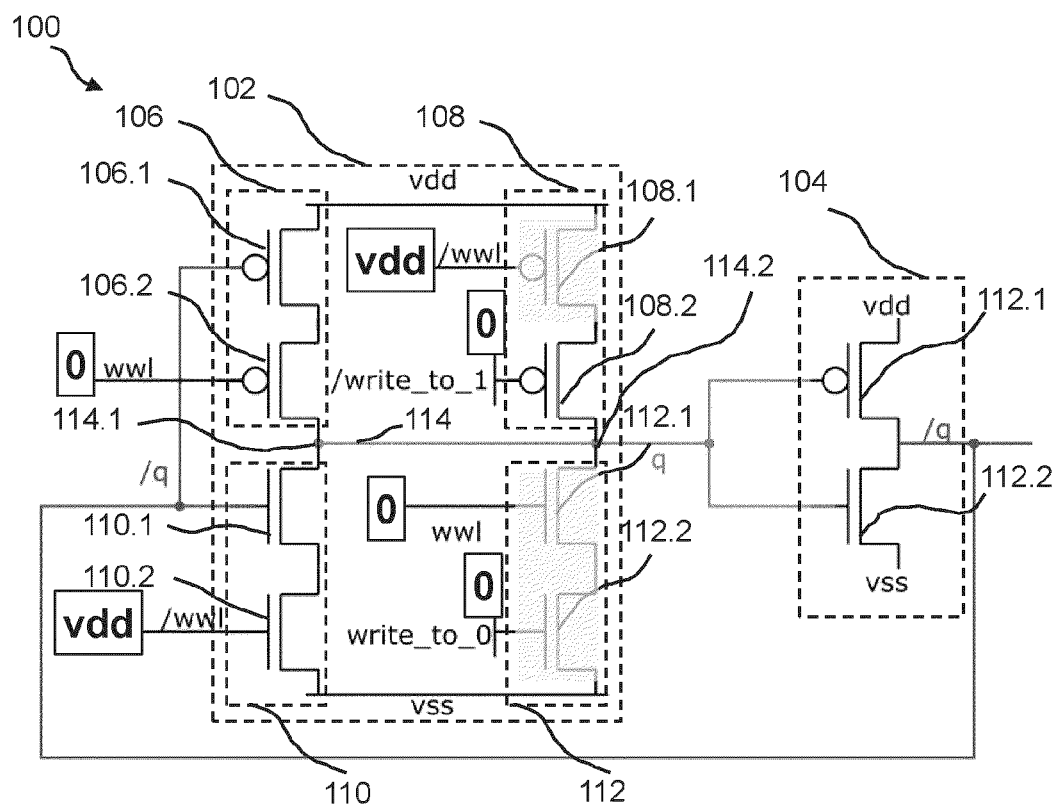 100
102
106
108
106.1
vdd
108.1
104
vdd
/wwl
114.2
106.2
vdd
112.1
0
108.2
0
wwl
/write_to_1
114.1
114
112.1
/q
/q
q
0
112.2
110.1
wwl
112.2
110.2
0
vss
vdd
/wwl
write_to_0
vss
110
112